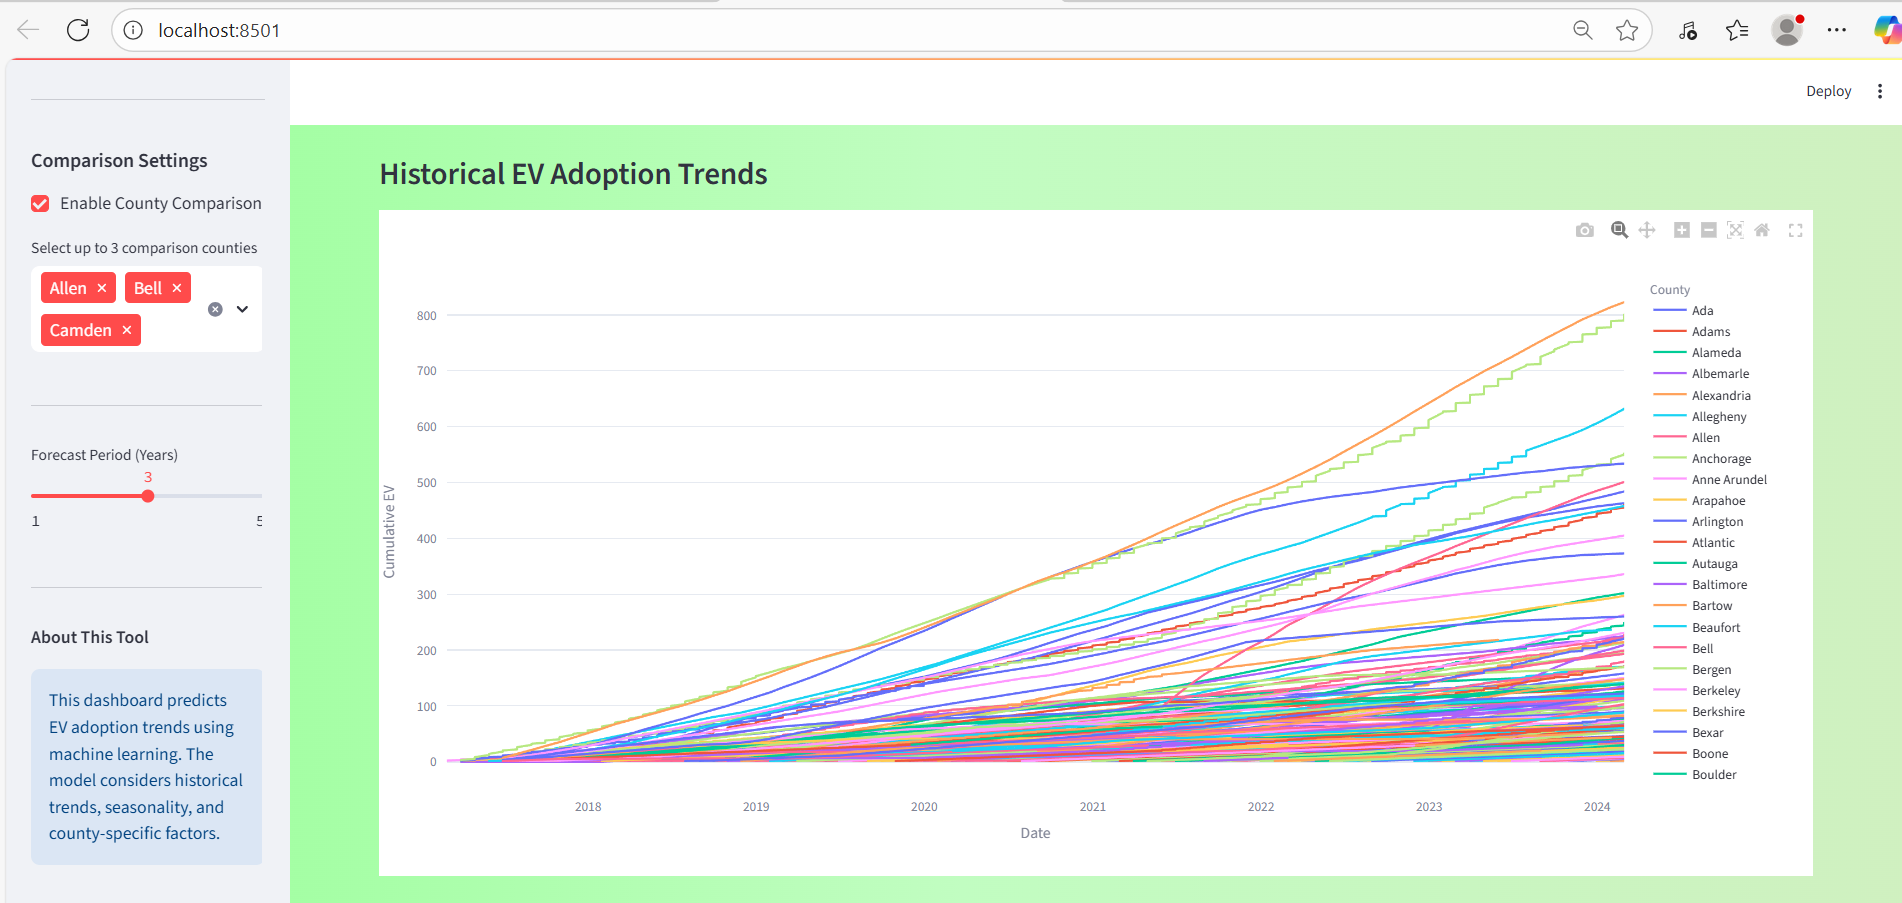 localhost:8501
Deploy
Comparison Settings
Enable County Comparison
Select up to 3 comparison counties
Allen ×
Bell ×
Camden ×
Forecast Period (Years)
3
1
5
About This Tool
This dashboard predicts
EV adoption trends using
machine learning. The
model considers historical
trends, seasonality, and
county-specific factors.
Historical EV Adoption Trends
County
Ada
Adams
Alameda
Albemarle
Alexandria
Allegheny
Allen
Anchorage
Anne Arundel
Arapahoe
Arlington
Atlantic
Autauga
Baltimore
Bartow
Beaufort
Bell
Bergen
Berkeley
Berkshire
Bexar
Boone
Boulder
Cumulative EV
800
700
600
500
400
300
200
100
0
2018
2019
2020
2021
2022
2023
2024
Date